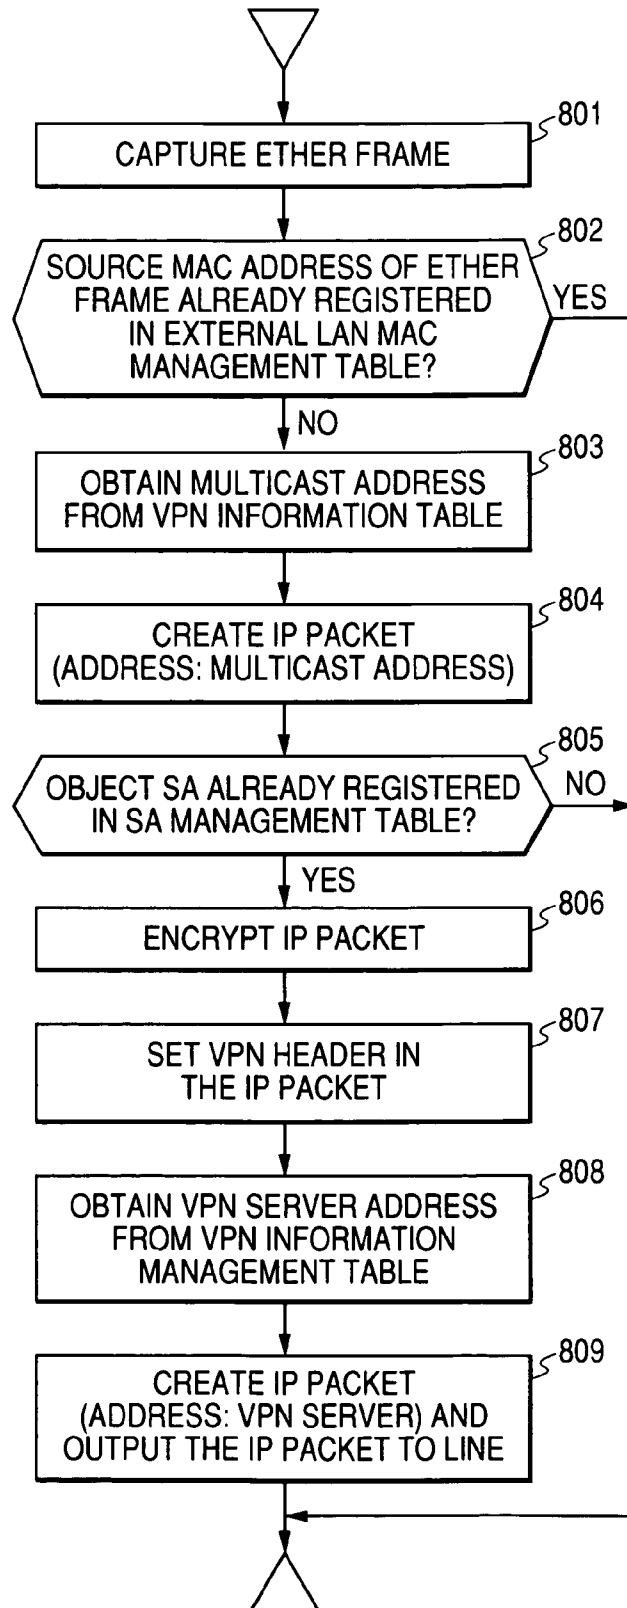 801
CAPTURE ETHER FRAME
802
SOURCE MAC ADDRESS OF ETHER
FRAME ALREADY REGISTERED
IN EXTERNAL LAN MAC
MANAGEMENT TABLE?
YES
NO
803
OBTAIN MULTICAST ADDRESS
FROM VPN INFORMATION TABLE
804
CREATE IP PACKET
(ADDRESS: MULTICAST ADDRESS)
805
OBJECT SA ALREADY REGISTERED
IN SA MANAGEMENT TABLE?
NO
YES
806
ENCRYPT IP PACKET
807
SET VPN HEADER IN
THE IP PACKET
808
OBTAIN VPN SERVER ADDRESS
FROM VPN INFORMATION
MANAGEMENT TABLE
809
CREATE IP PACKET
(ADDRESS: VPN SERVER) AND
OUTPUT THE IP PACKET TO LINE